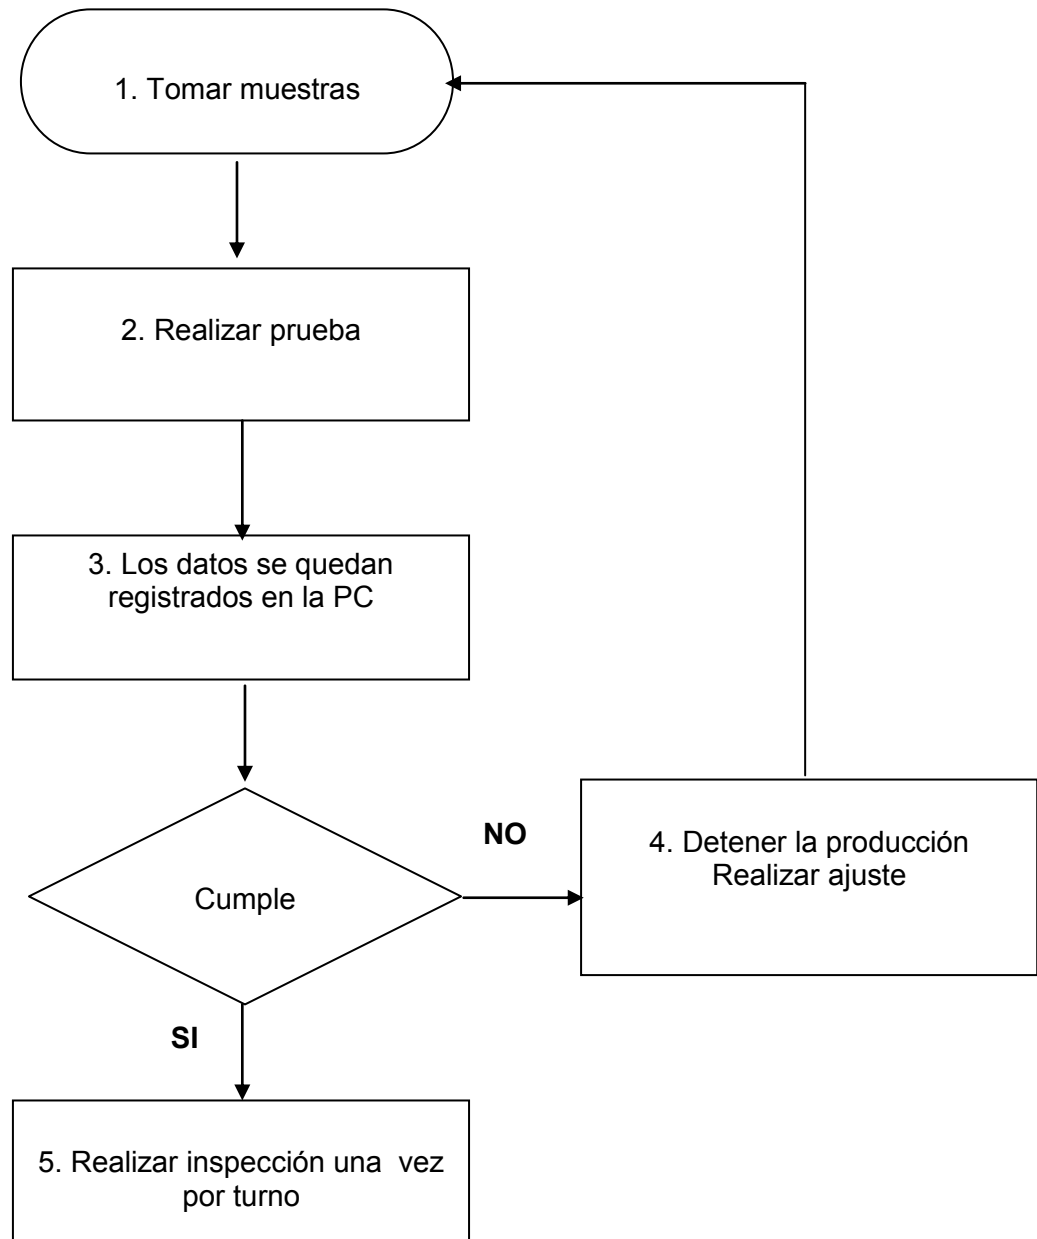 1. Tomar muestras
2. Realizar prueba
3. Los datos se quedan
registrados en la PC
NO
4. Detener la producción
Realizar ajuste
Cumple
SI
5. Realizar inspección una vez
por turno